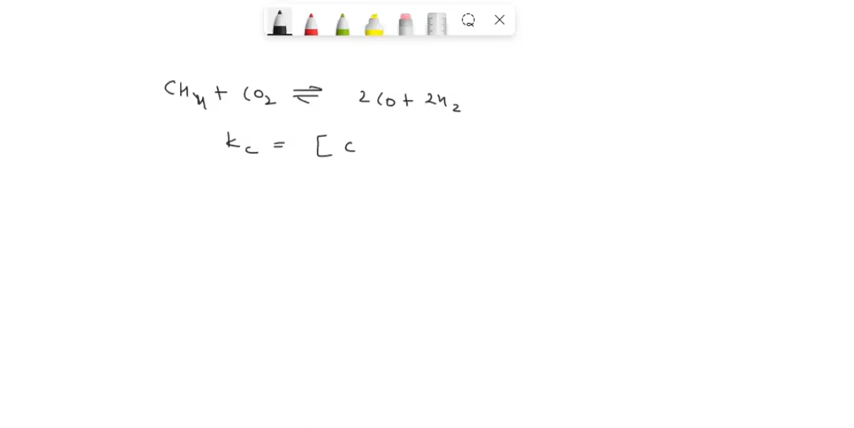 CH₄ + CO₂ ⇌ 2CO + 2H₂
Kc = [ C